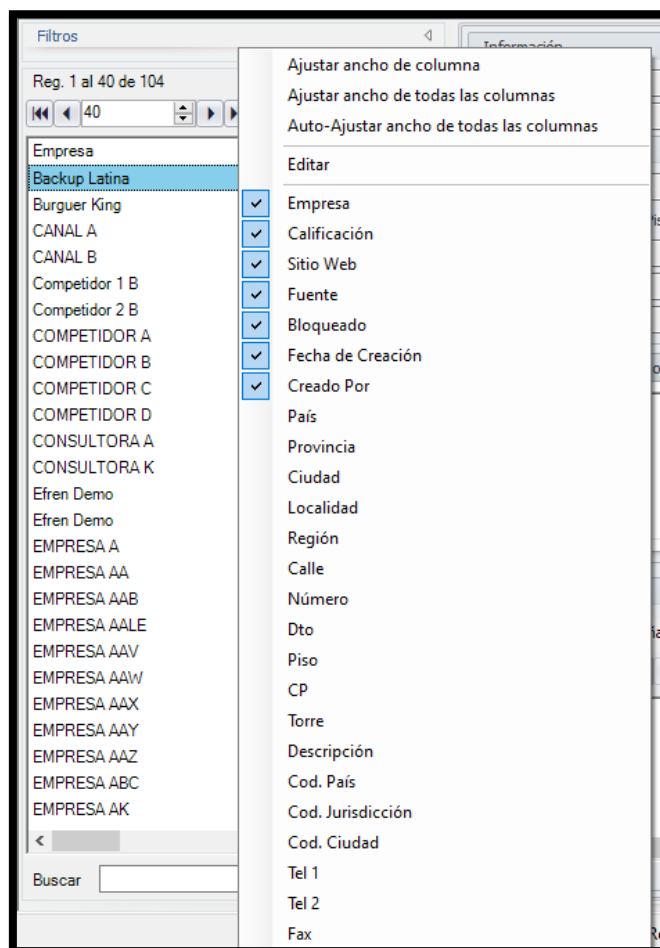 Filtros
Información
Reg. 1 al 40 de 104
40
Empresa
Backup Latina
Burguer King
CANAL A
CANAL B
Competidor 1 B
Competidor 2 B
COMPETIDOR A
COMPETIDOR B
COMPETIDOR C
COMPETIDOR D
CONSULTORA A
CONSULTORA K
Efren Demo
Efren Demo
EMPRESA A
EMPRESA AA
EMPRESA AAB
EMPRESA AALE
EMPRESA AAV
EMPRESA AAW
EMPRESA AAX
EMPRESA AAY
EMPRESA AAZ
EMPRESA ABC
EMPRESA AK
Buscar
Ajustar ancho de columna
Ajustar ancho de todas las columnas
Auto-Ajustar ancho de todas las columnas
Editar
Empresa
Calificación
Sitio Web
Fuente
Bloqueado
Fecha de Creación
Creado Por
País
Provincia
Ciudad
Localidad
Región
Calle
Número
Dto
Piso
CP
Torre
Descripción
Cod. País
Cod. Jurisdicción
Cod. Ciudad
Tel 1
Tel 2
Fax